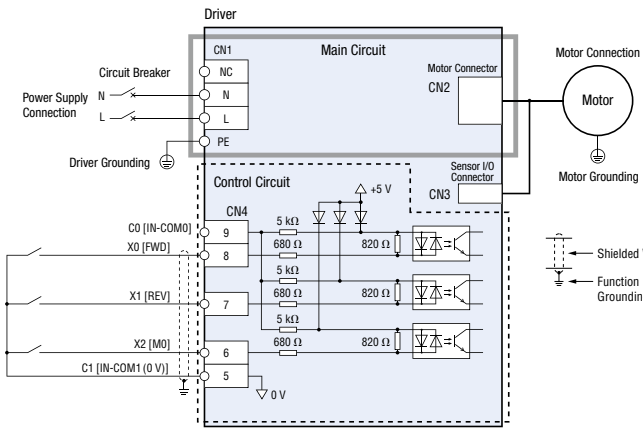 Driver
CN1
Main Circuit
Motor Connection
Circuit Breaker
NC
Motor Connector
CN2
Power Supply
Connection
N
N
L
L
Motor
PE
Driver Grounding
Sensor I/O
Connector
Motor Grounding
Control Circuit
+5 V
CN3
CN4
C0 [IN-COM0]
9
5 kΩ
X0 [FWD]
8
680 Ω
820 Ω
Shielded
Function
Groundin
5 kΩ
X1 [REV]
7
680 Ω
820 Ω
5 kΩ
X2 [M0]
6
680 Ω
820 Ω
C1 [IN-COM1 (0 V)]
5
0 V